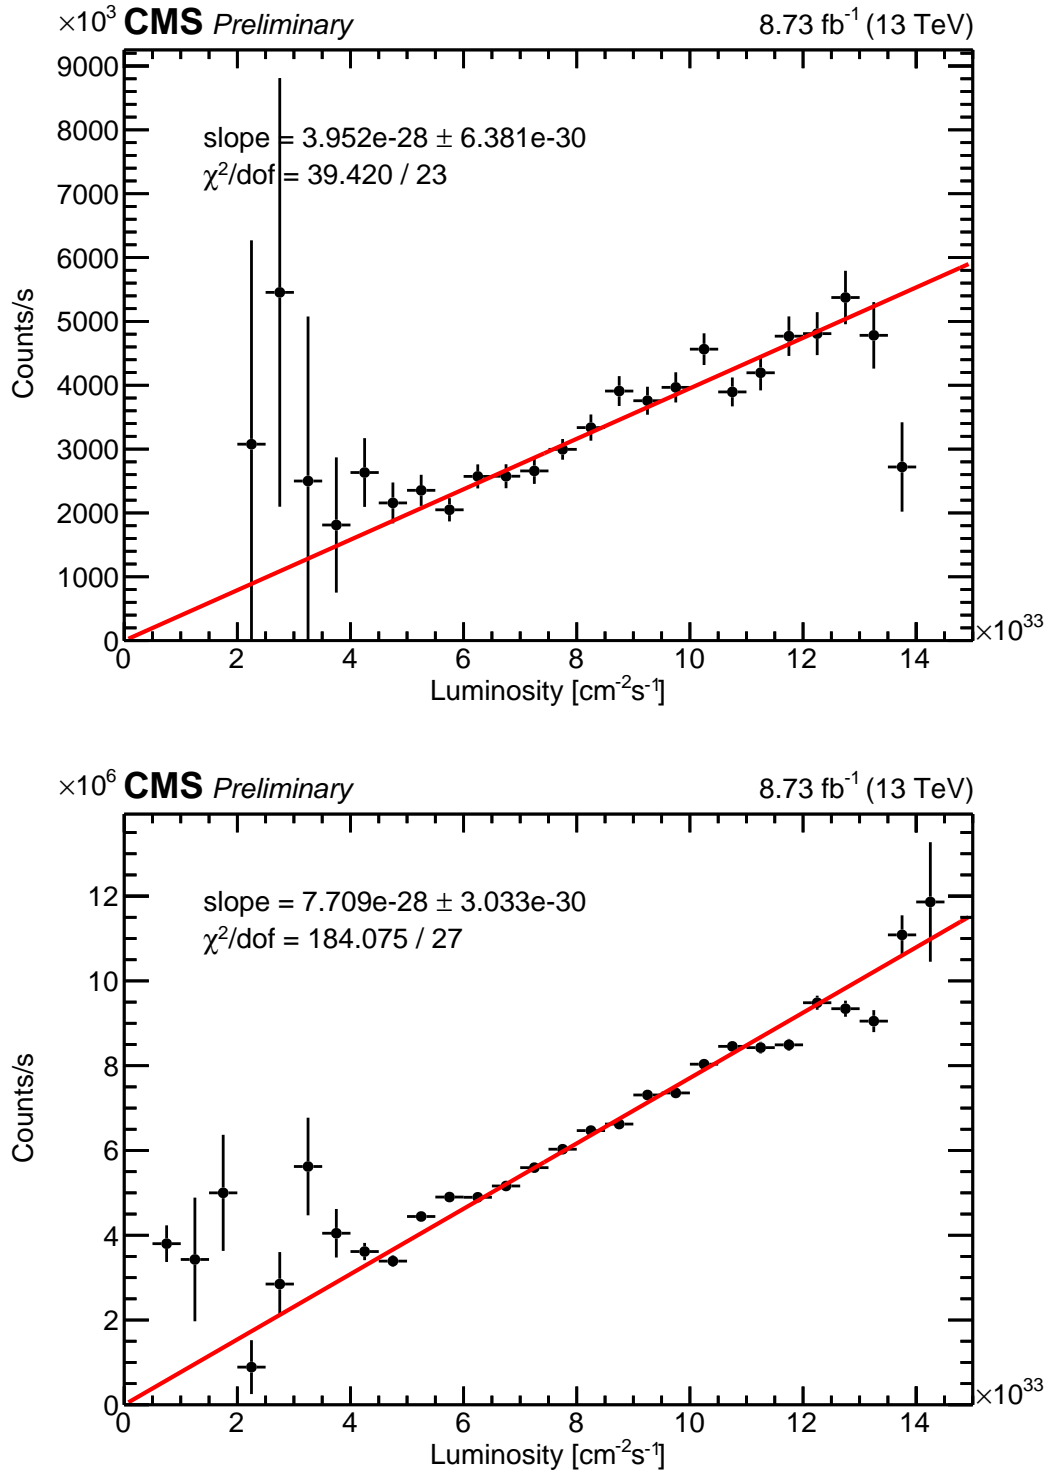 ×10³ CMS Preliminary 8.73 fb⁻¹ (13 TeV)
9000
slope = 3.952e-28 ± 6.381e-30
8000
χ²/dof = 39.420 / 23
7000
6000
5000
4000
3000
2000
1000
0
Counts/s
0 2 4 6 8 10 12 14 ×10³³
Luminosity [cm⁻²s⁻¹]
×10⁶ CMS Preliminary 8.73 fb⁻¹ (13 TeV)
slope = 7.709e-28 ± 3.033e-30
12
χ²/dof = 184.075 / 27
10
8
6
4
2
0
Counts/s
0 2 4 6 8 10 12 14 ×10³³
Luminosity [cm⁻²s⁻¹]